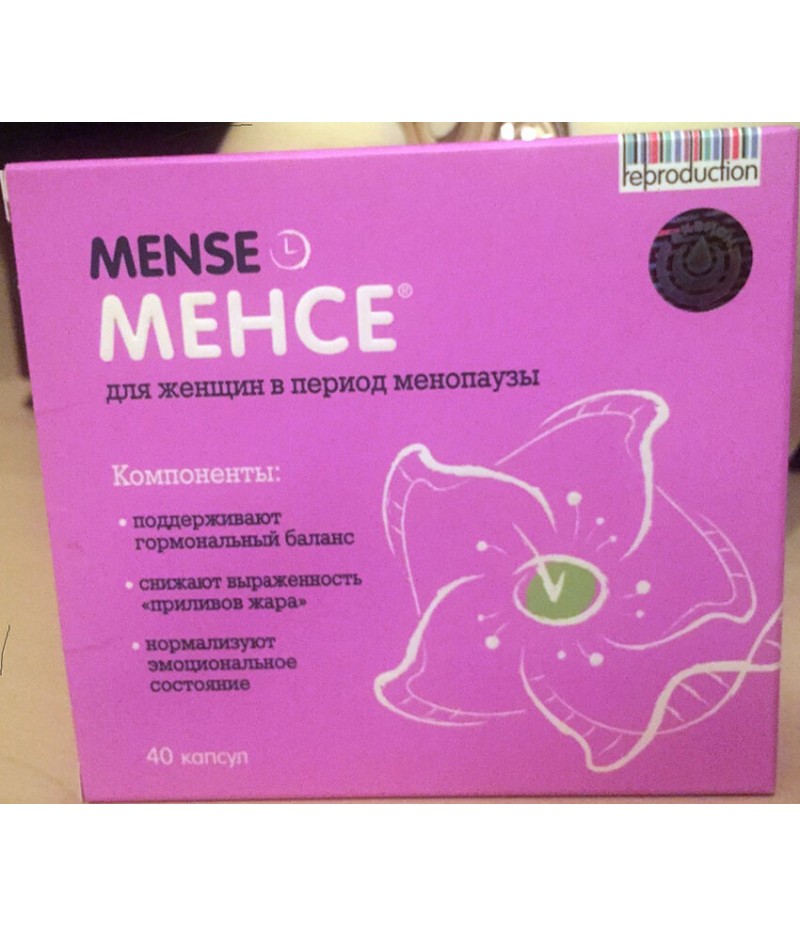 reproduction
MENSE
МЕНСЕ®
для женщин в период менопаузы
Компоненты:
• поддерживают
гормональный баланс
• снижают выраженность
«приливов жара»
• нормализуют
эмоциональное
состояние
40 капсул